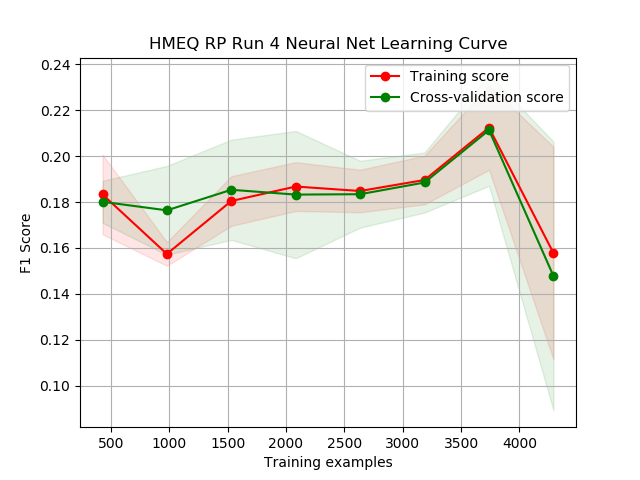 HMEQ RP Run 4 Neural Net Learning Curve
Training score
Cross-validation score
F1 Score
0.24
0.22
0.20
0.18
0.16
0.14
0.12
0.10
500 1000 1500 2000 2500 3000 3500 4000
Training examples